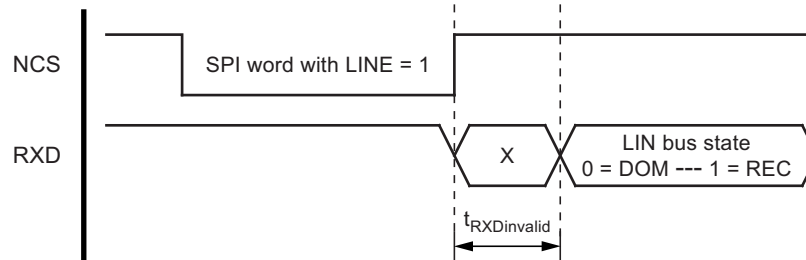 NCS
SPI word with LINE = 1
RXD
X
LIN bus state
0 = DOM --- 1 = REC
tRXDinvalid